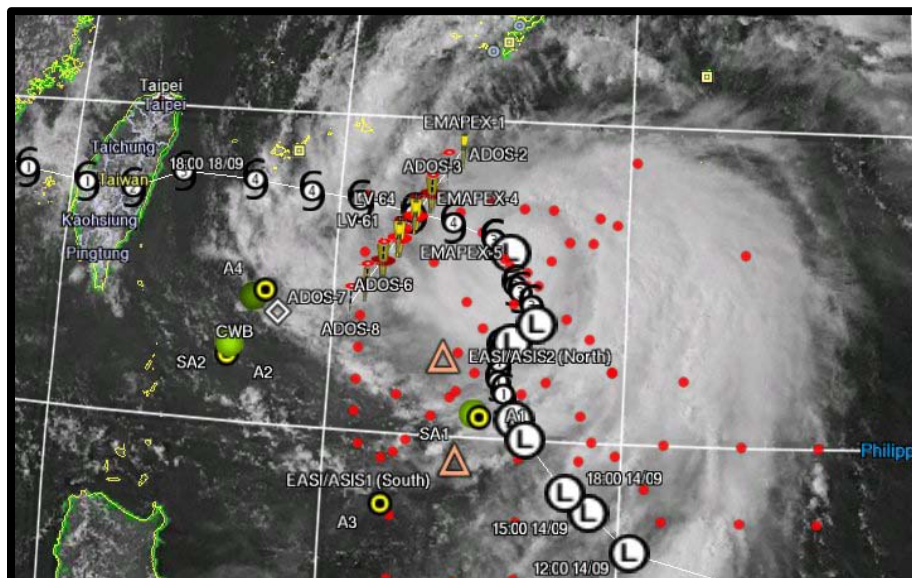 Taipei
Taipei
Taichung
18:00 18/09
Taiwan
Kaohsiung
Pingtung
EMAPEX-1
ADOS-2
ADOS-3
LV-64
EMAPEX-4
LV-61
EMAPEX-5
A4
ADOS-7
ADOS-6
ADOS-8
CWB
SA2
A2
EASI/ASIS2 (North)
A1
SA1
Philipp
EASI/ASIS1 (South)
18:00 14/09
A3
15:00 14/09
12:00 14/09
L
L
L
L
L
L
L
L